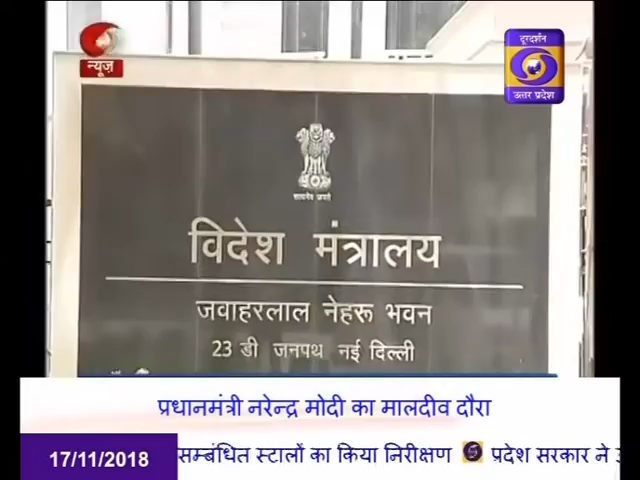 न्यूज़
दूरदर्शन
उत्तर प्रदेश
सत्यमेव जयते
विदेश मंत्रालय
जवाहरलाल नेहरू भवन
23 डी जनपथ नई दिल्ली
प्रधानमंत्री नरेन्द्र मोदी का मालदीव दौरा
17/11/2018 सम्बंधित स्टालों का किया निरीक्षण प्रदेश सरकार ने